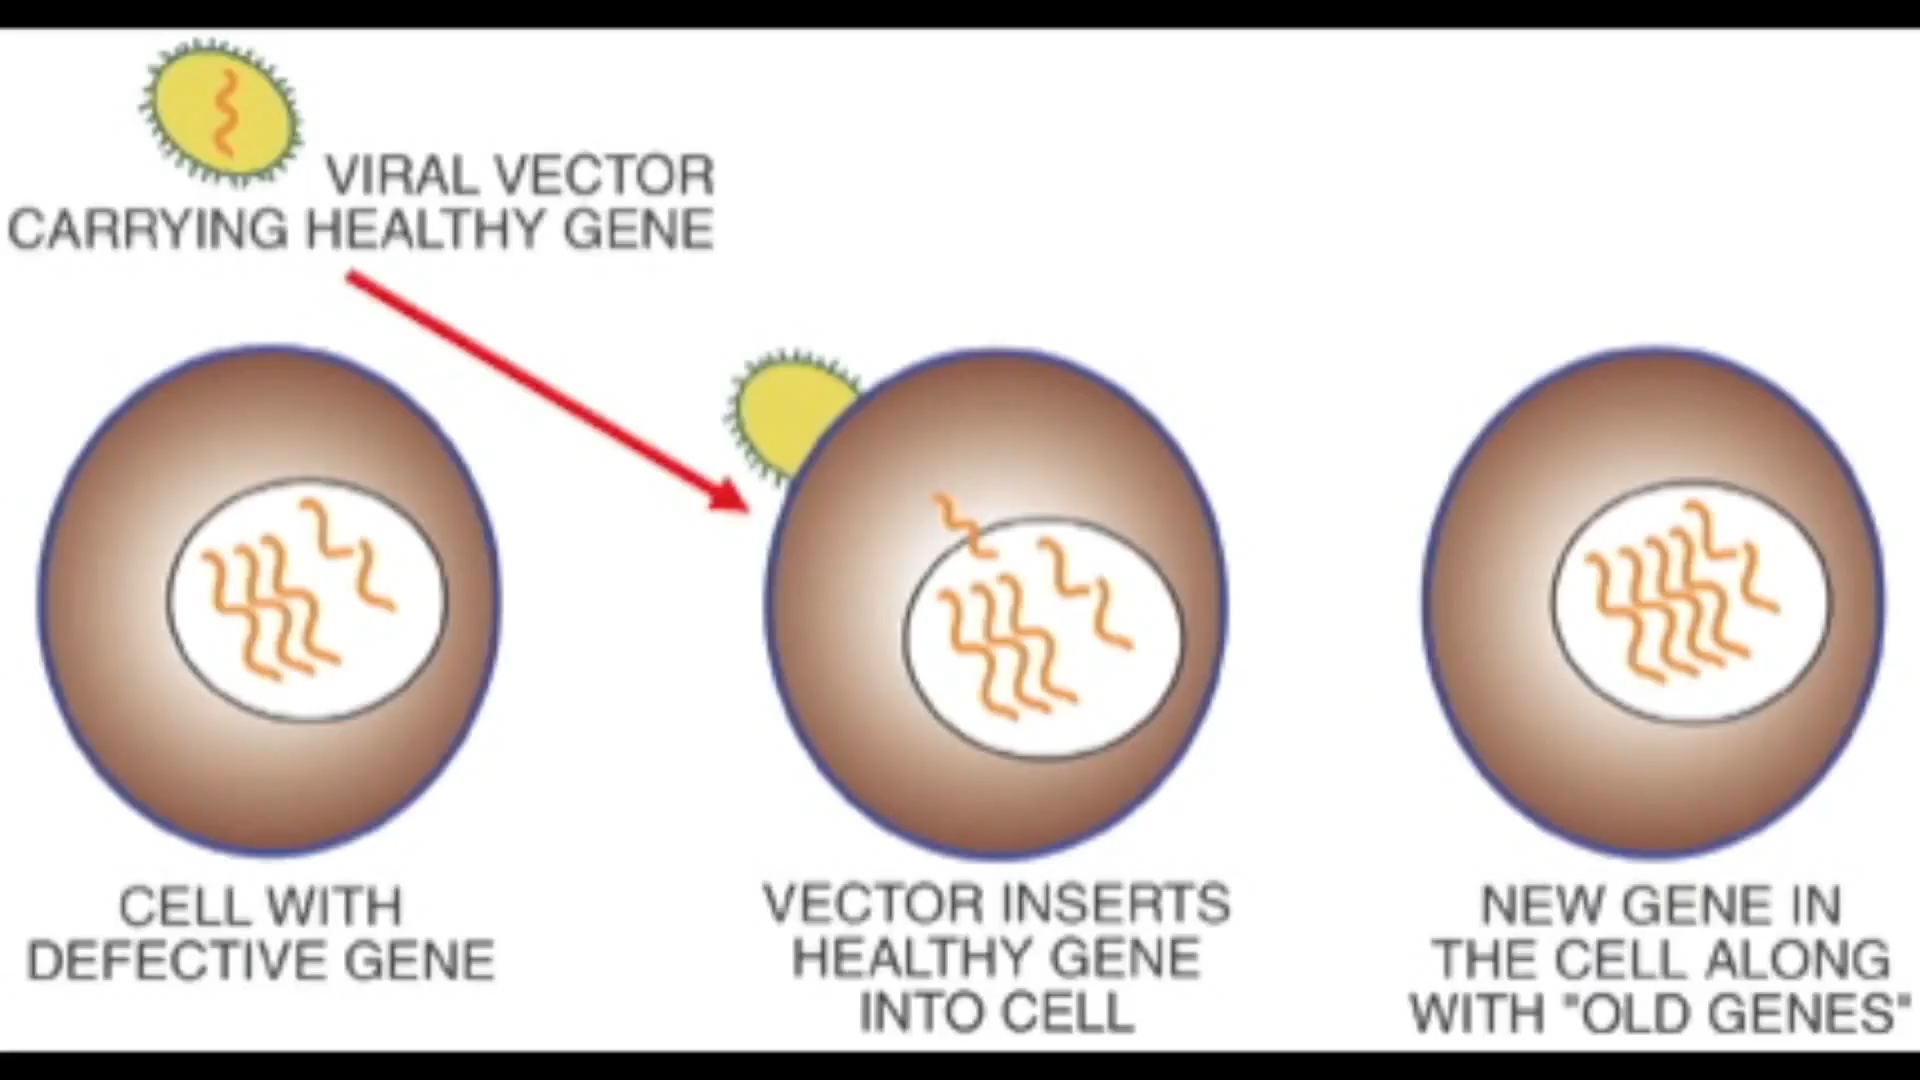 VIRAL VECTOR
CARRYING HEALTHY GENE
CELL WITH
DEFECTIVE GENE
VECTOR INSERTS
HEALTHY GENE
INTO CELL
NEW GENE IN
THE CELL ALONG
WITH "OLD GENES"